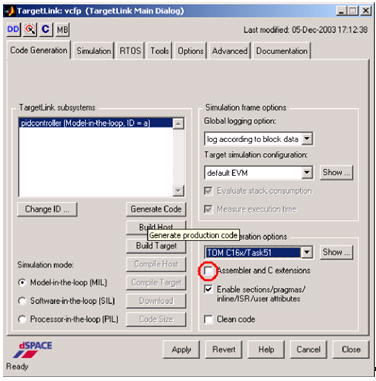 TargetLink: vcfp (TargetLink Main Dialog)
DD C MB Last modified: 05-Dec-2003 17:12:38
Code Generation Simulation RTOS Tools Options Advanced Documentation
TargetLink subsystems
pidcontroller (Model-in-the-loop, ID = a)
Change ID ... Generate Code
Build Host
Generate production code
Build Target
Simulation mode: Compile Host
Model-in-the-loop (MIL) Compile Target
Software-in-the-loop (SIL) Download
Processor-in-the-loop (PIL) Code Size
Simulation frame options
Global logging option:
log according to block data
Target simulation configuration:
default EVM Show ...
Evaluate stack consumption
Measure execution time
eration options
TOM C16x/Task51 Show ...
Assembler and C extensions
Enable sections/pragmas/
inline/ISR/user attributes
Clean code
dSPACE Apply Revert Help Cancel Close
Ready